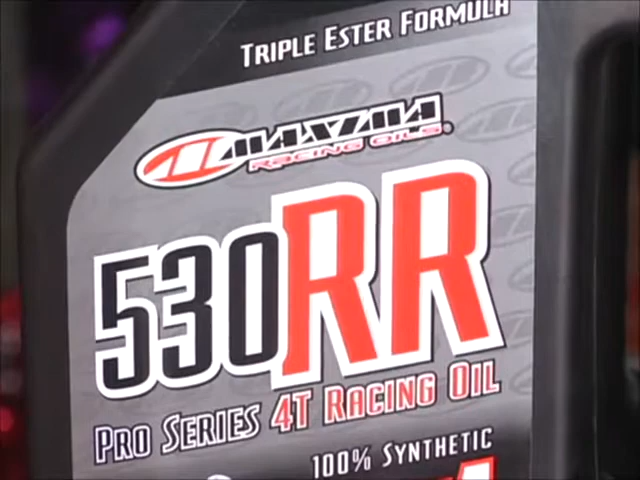 TRIPLE ESTER FORMULA
MAXIMA
RACING OILS®
530RR
PRO SERIES 4T RACING OIL
100% SYNTHETIC